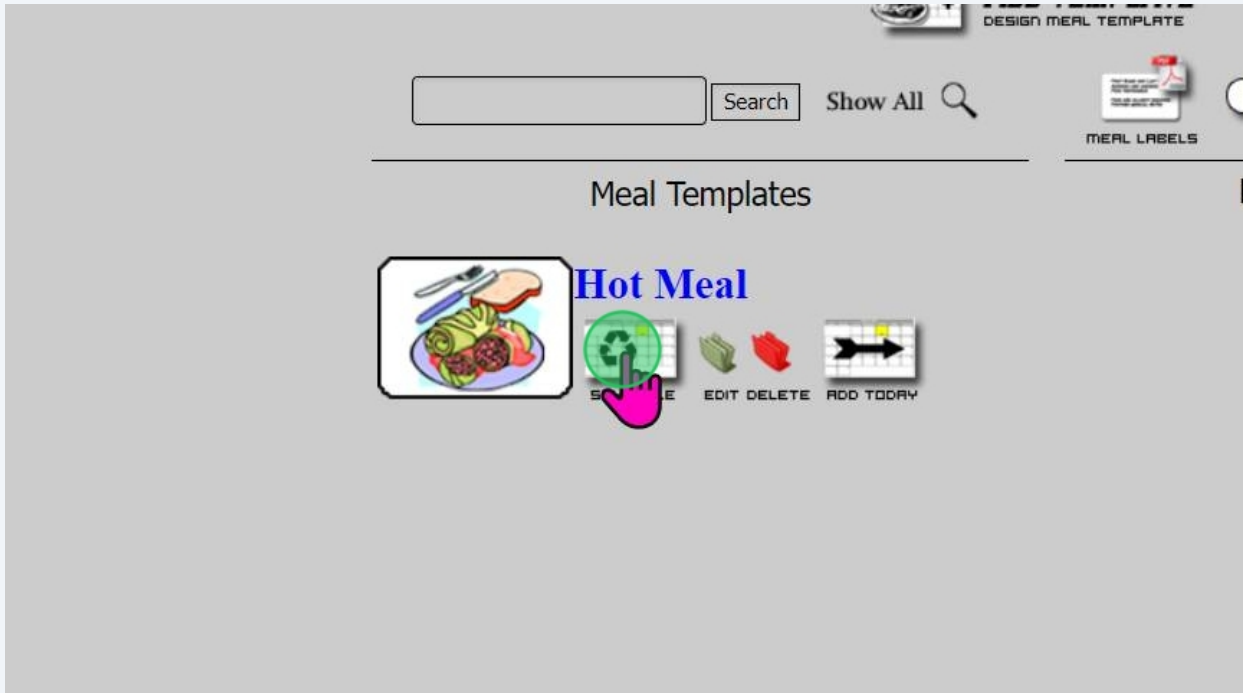 DESIGN MEAL TEMPLATE
Search
Show All
MEAL LABELS
Meal Templates
Hot Meal
EDIT DELETE ADD TODAY